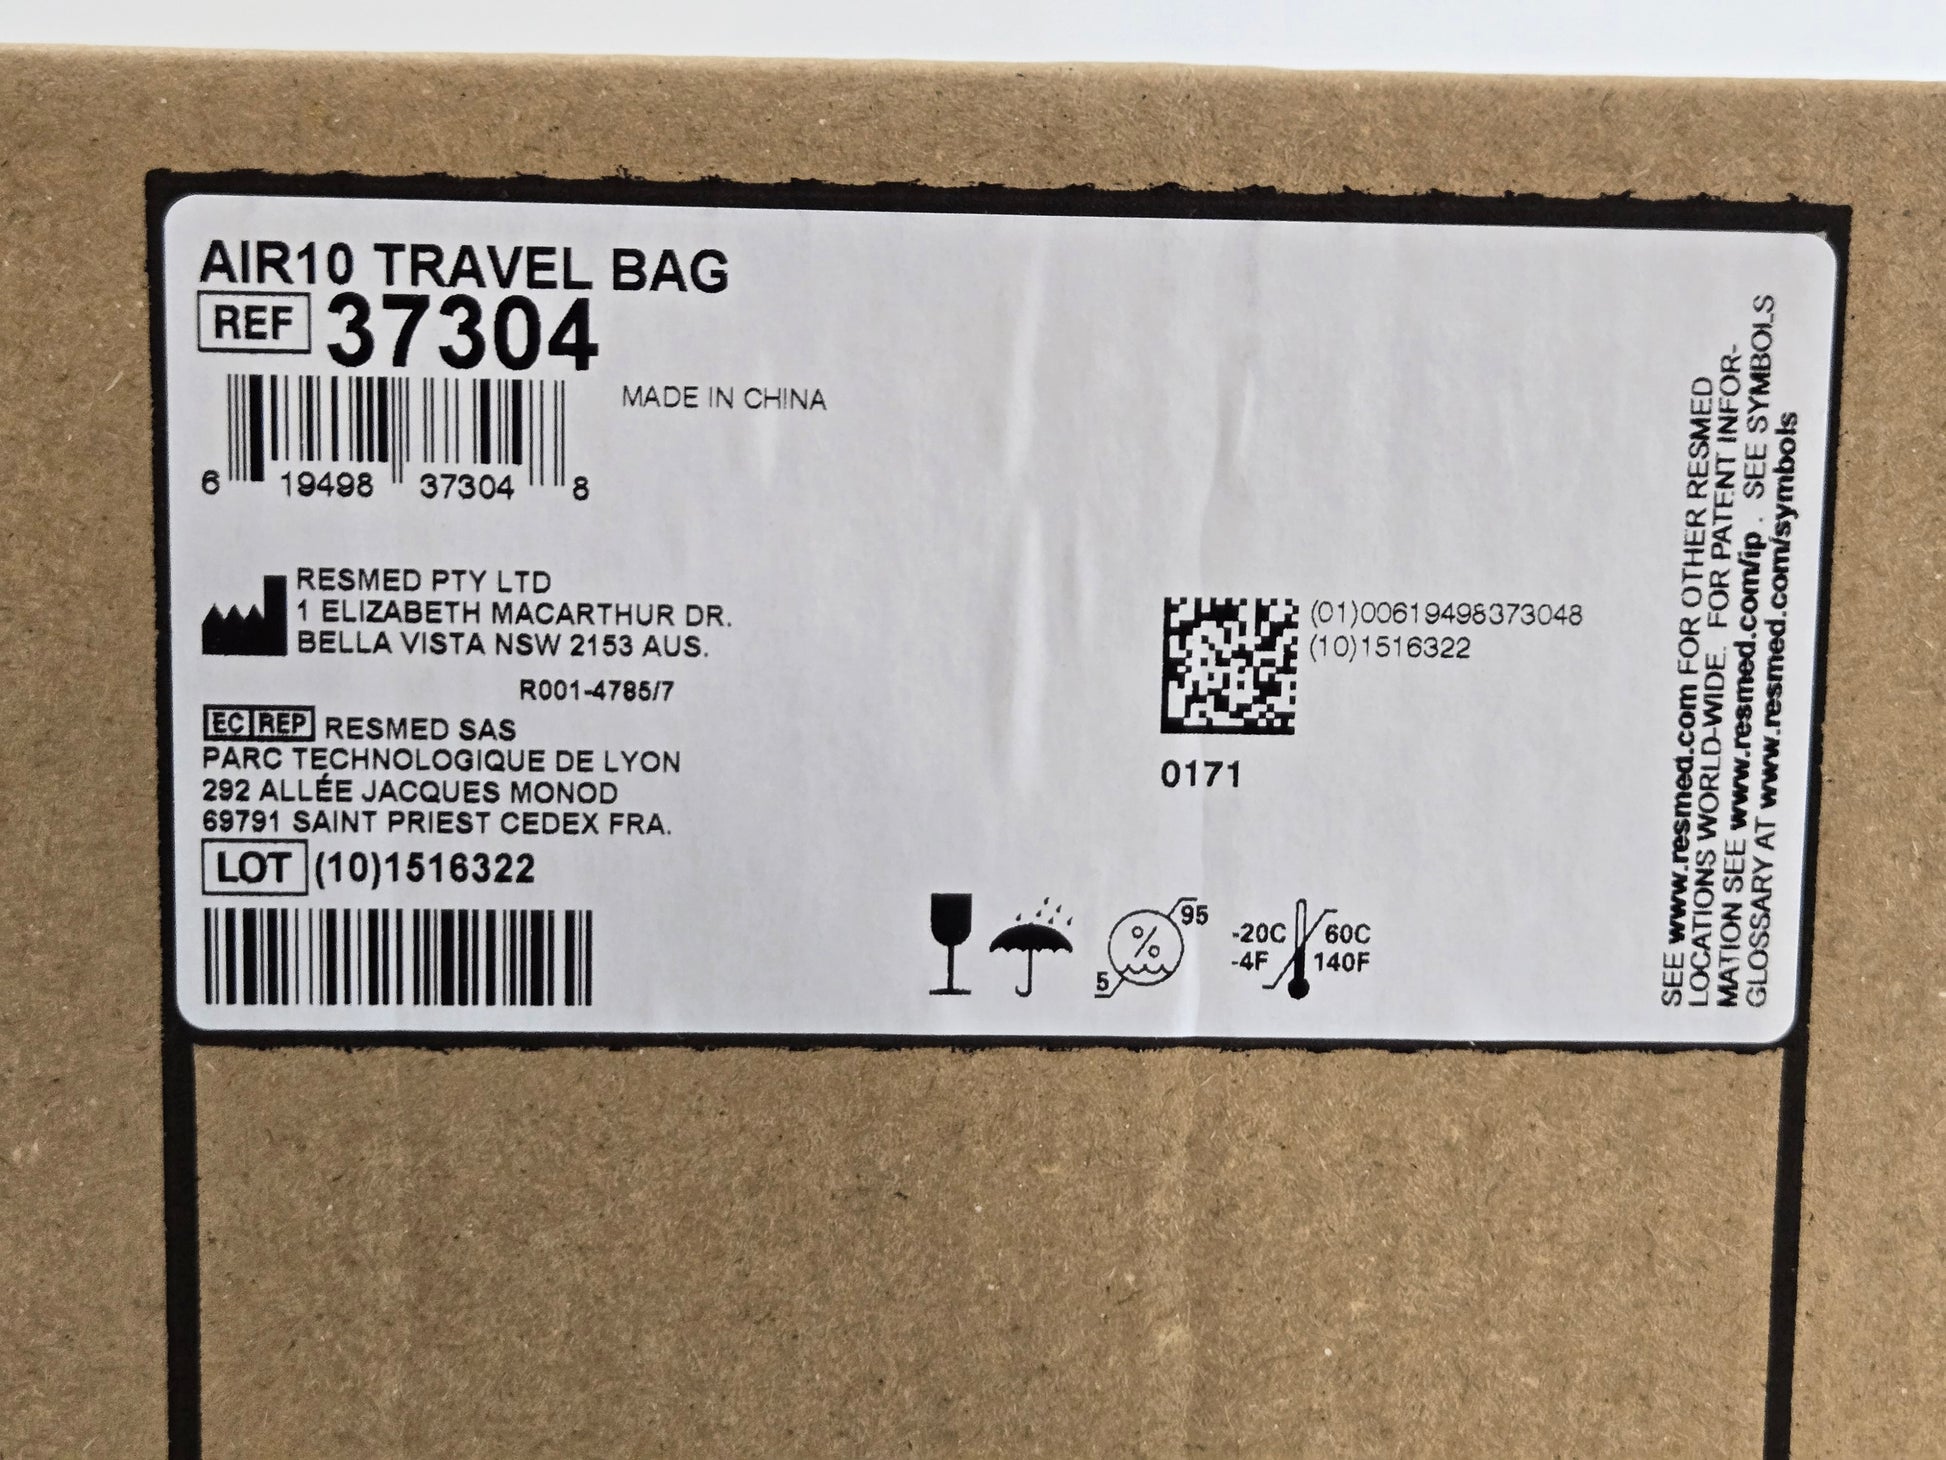 AIR10 TRAVEL BAG
REF 37304
MADE IN CHINA
6 19498 37304 8
RESMED PTY LTD
1 ELIZABETH MACARTHUR DR.
BELLA VISTA NSW 2153 AUS.
R001-4785/7
EC REP RESMED SAS
PARC TECHNOLOGIQUE DE LYON
292 ALLÉE JACQUES MONOD
69791 SAINT PRIEST CEDEX FRA.
LOT (10)1516322
(01)00619498373048
(10)1516322
0171
% 95
5
-20C 60C
-4F 140F
SEE www.resmed.com FOR OTHER RESMED
LOCATIONS WORLD-WIDE. FOR PATENT INFOR-
MATION SEE www.resmed.com/ip . SEE SYMBOLS
GLOSSARY AT www.resmed.com/symbols